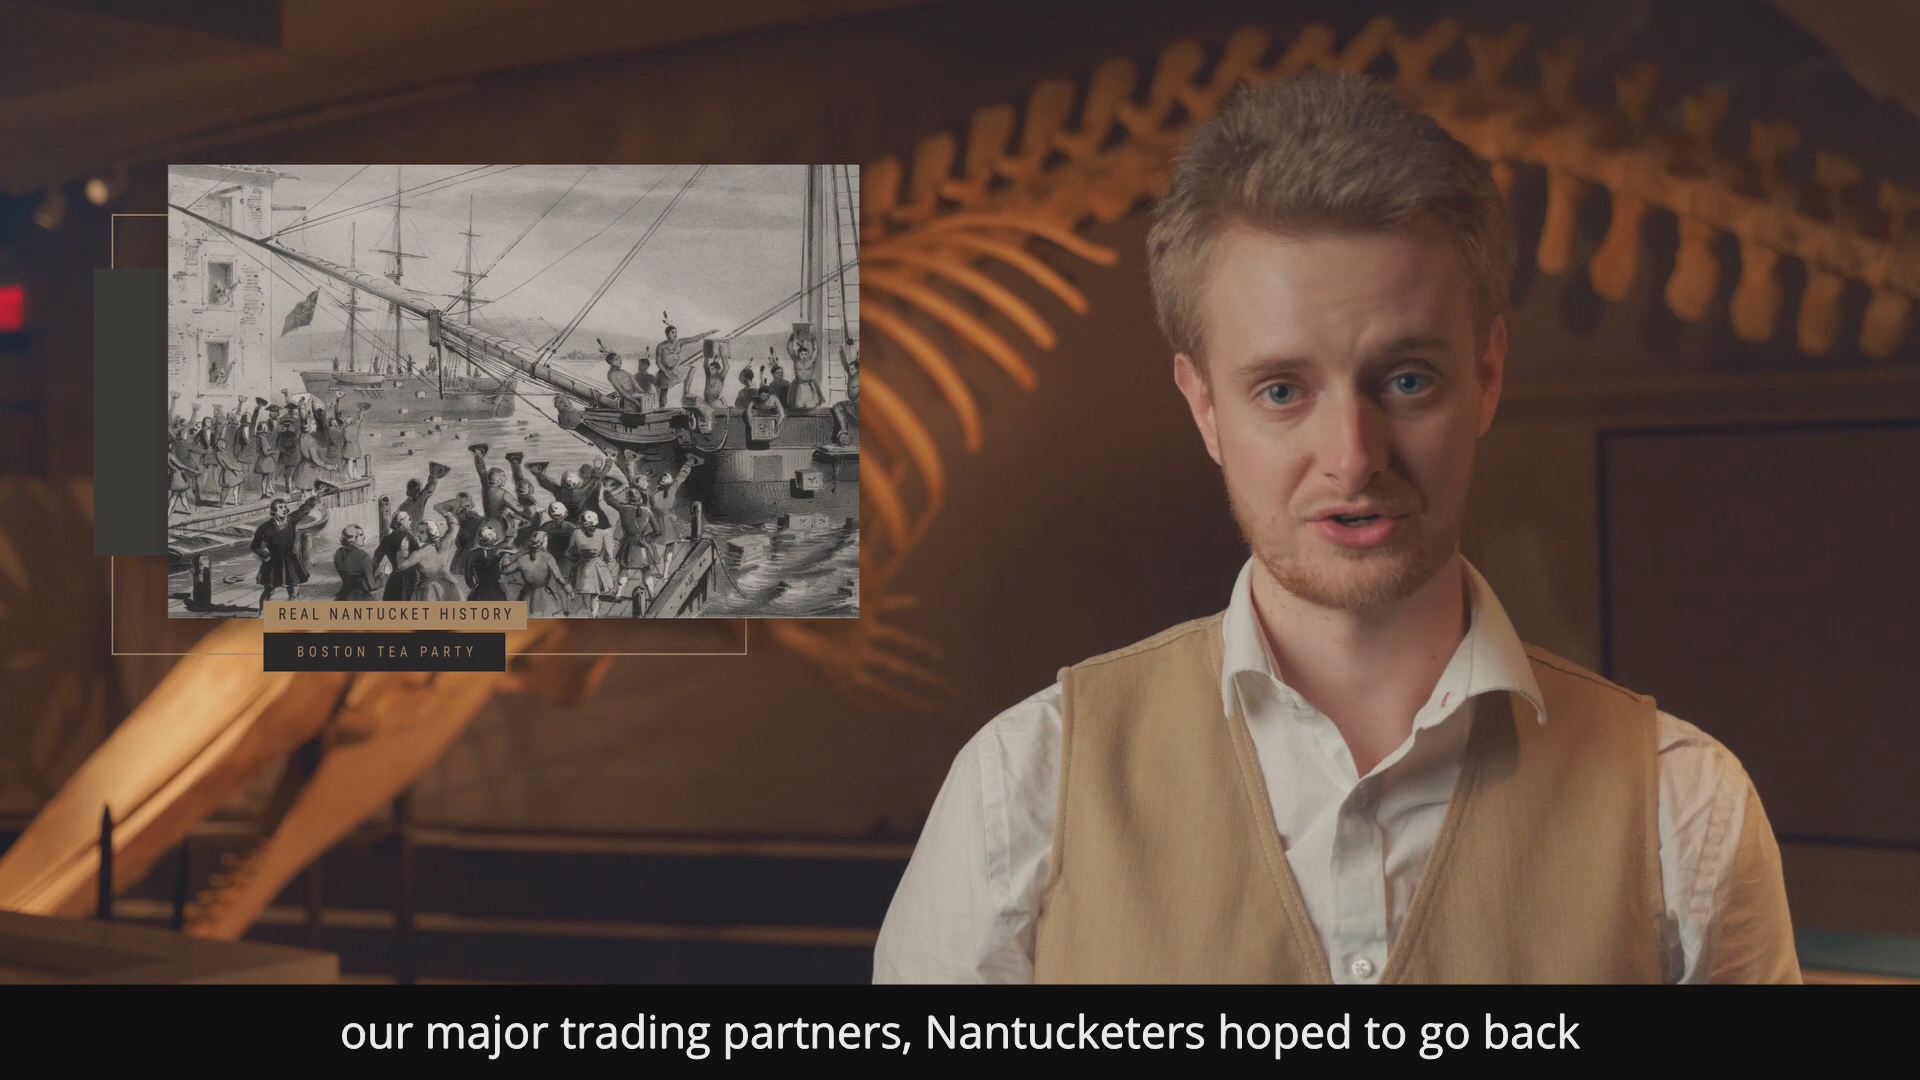 REAL NANTUCKET HISTORY
BOSTON TEA PARTY
our major trading partners, Nantucketers hoped to go back